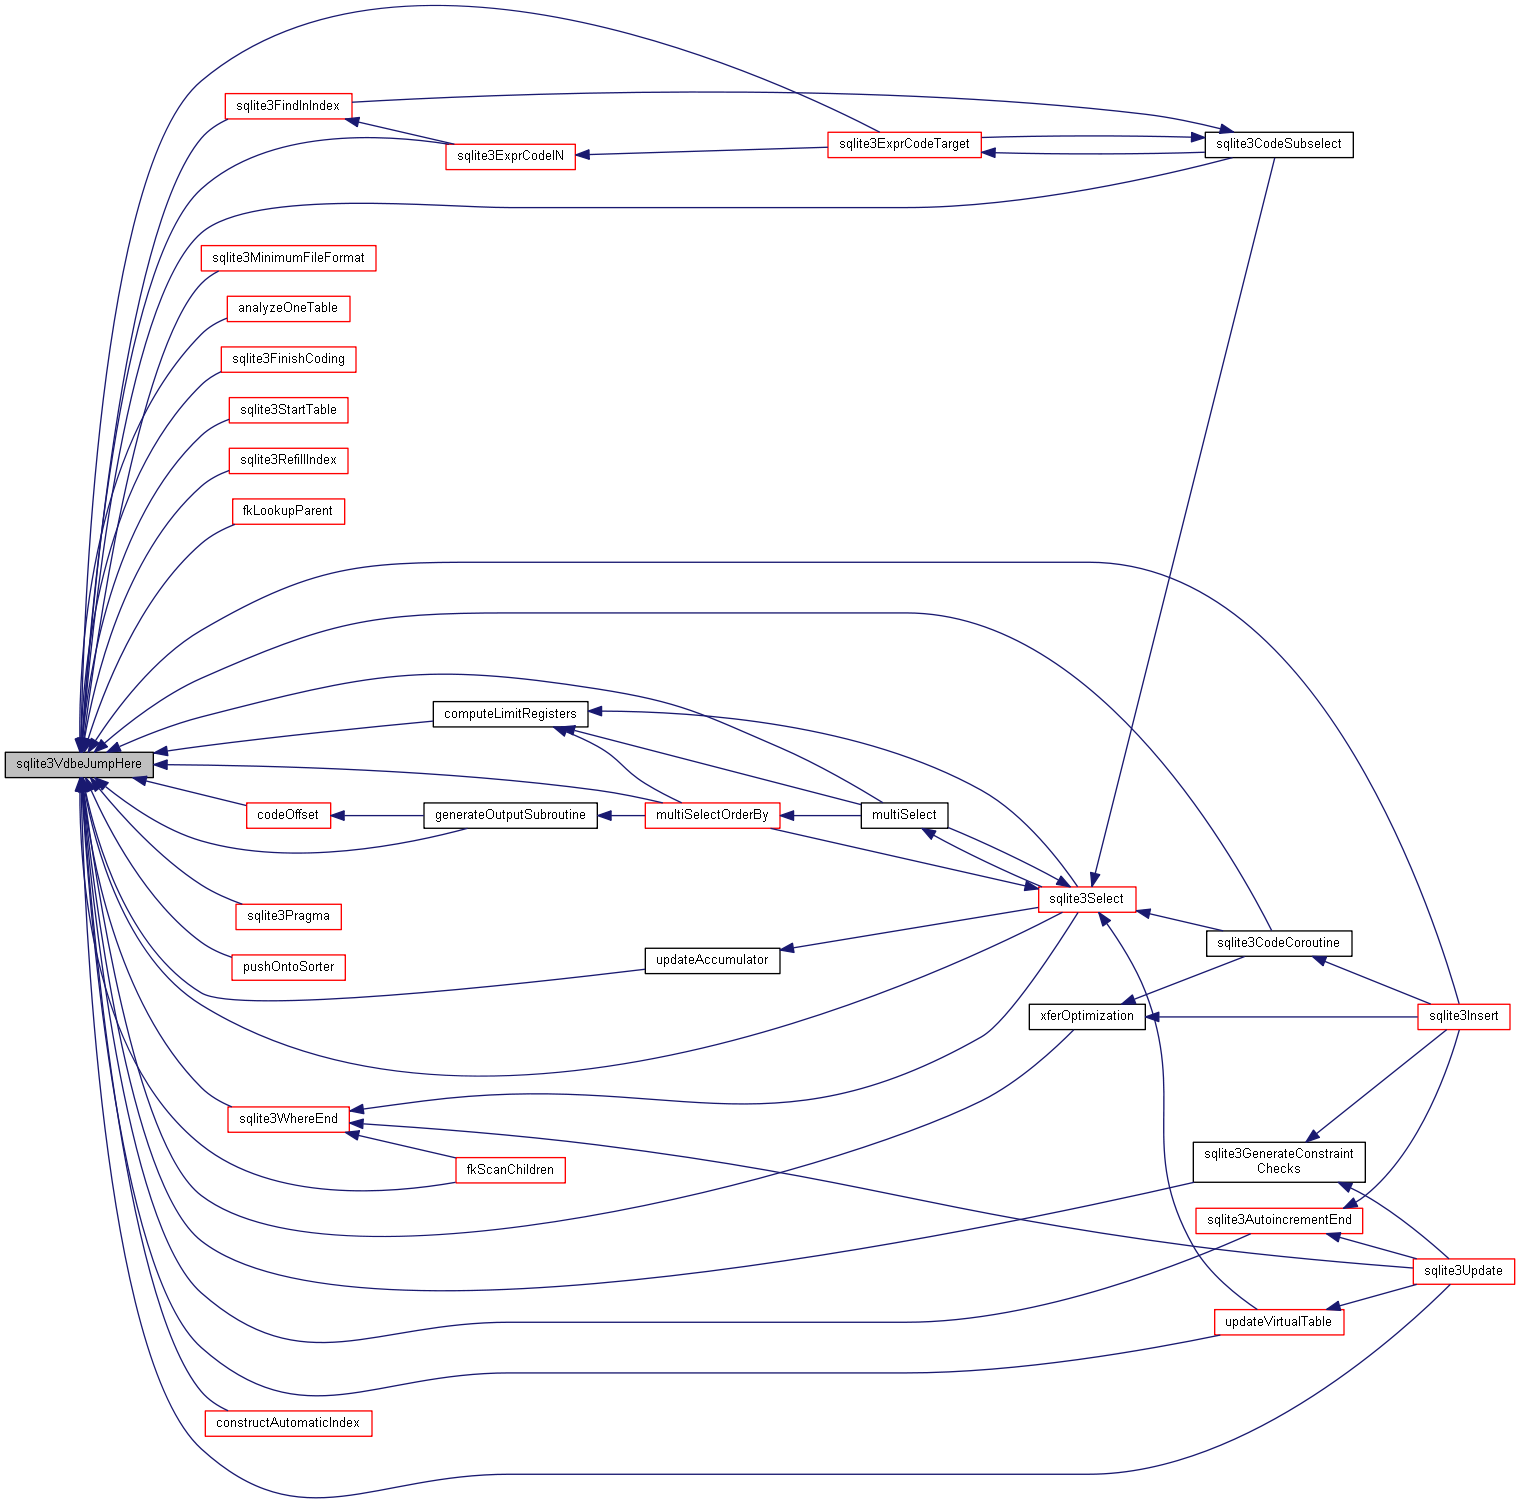 sqlite3FindInIndex
sqlite3ExprCodeIN
sqlite3ExprCodeTarget
sqlite3CodeSubselect
sqlite3MinimumFileFormat
analyzeOneTable
sqlite3FinishCoding
sqlite3StartTable
sqlite3RefillIndex
fkLookupParent
computeLimitRegisters
sqlite3VdbeJumpHere
codeOffset
generateOutputSubroutine
multiSelectOrderBy
multiSelect
sqlite3Select
sqlite3Pragma
sqlite3CodeCoroutine
updateAccumulator
pushOntoSorter
xferOptimization
sqlite3Insert
sqlite3WhereEnd
sqlite3GenerateConstraint
Checks
fkScanChildren
sqlite3AutoincrementEnd
sqlite3Update
updateVirtualTable
constructAutomaticIndex